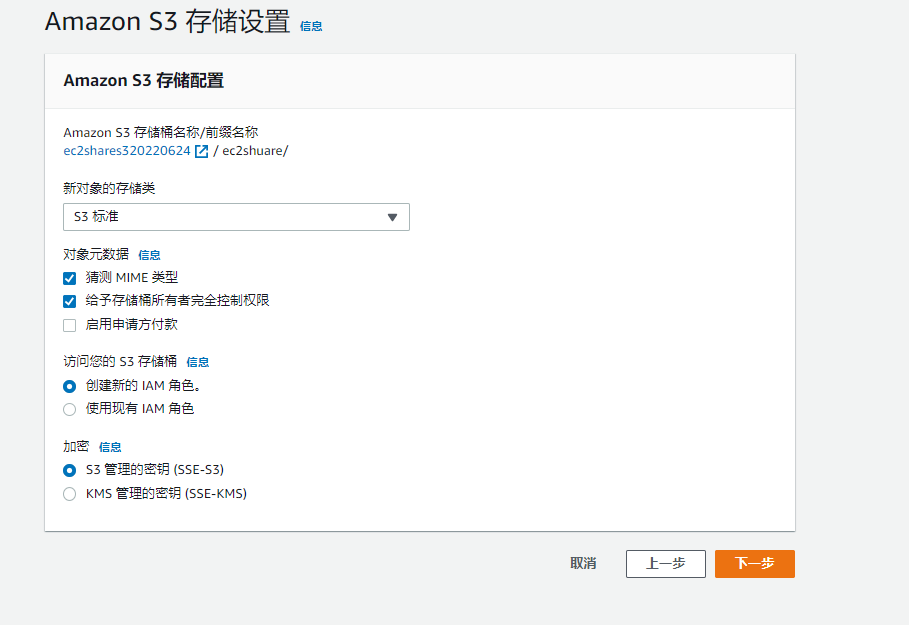 Amazon S3 存储设置 信息
Amazon S3 存储配置
Amazon S3 存储桶名称/前缀名称
ec2shares320220624 / ec2shuare/
新对象的存储类
S3 标准
对象元数据 信息
猜测 MIME 类型
给予存储桶所有者完全控制权限
启用申请方付款
访问您的 S3 存储桶 信息
创建新的 IAM 角色。
使用现有 IAM 角色
加密 信息
S3 管理的密钥 (SSE-S3)
KMS 管理的密钥 (SSE-KMS)
取消 上一步 下一步